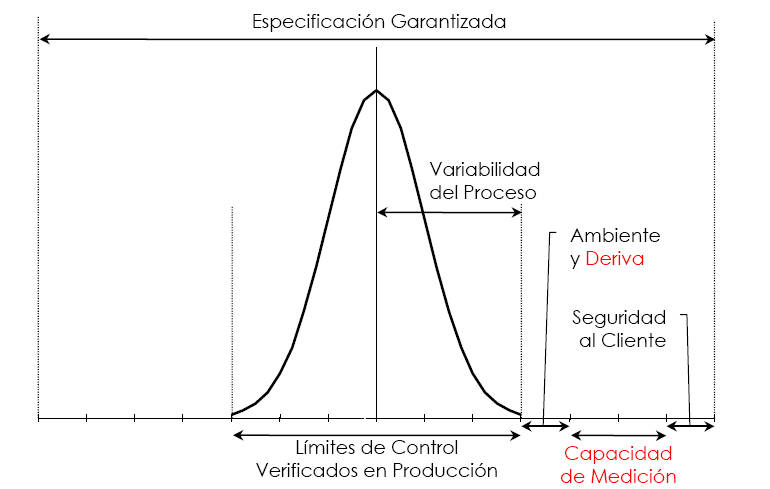 Especificación Garantizada
Variabilidad
del Proceso
Ambiente
y Deriva
Seguridad
al Cliente
Límites de Control
Verificados en Producción
Capacidad
de Medición